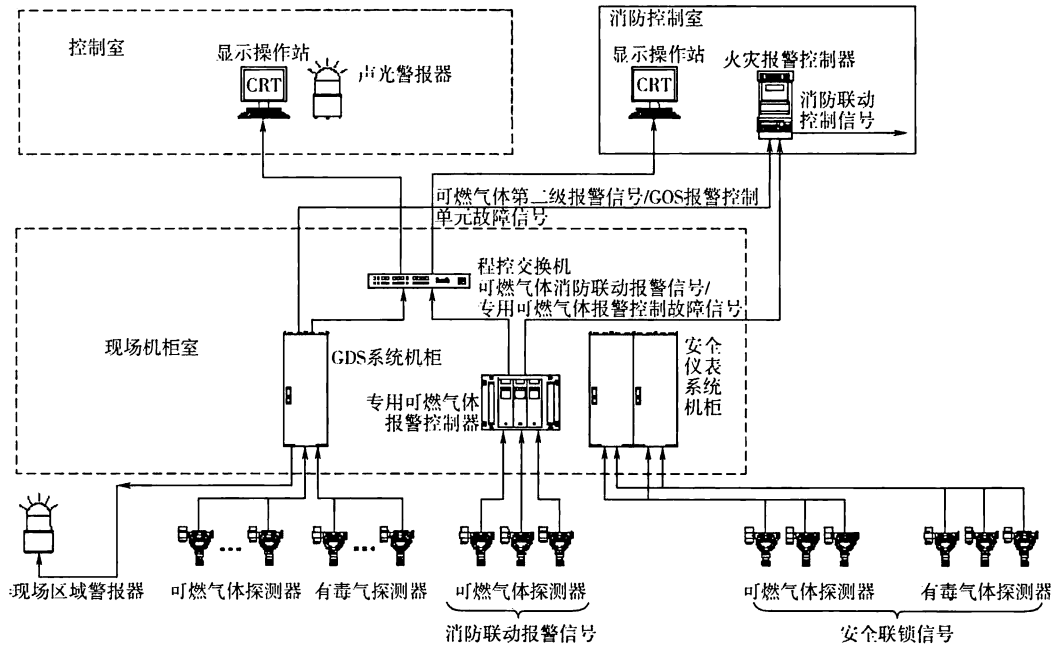 控制室
显示操作站
CRT
声光警报器
消防控制室
显示操作站
CRT
火灾报警控制器
消防联动
控制信号
可燃气体第二级报警信号/GOS报警控制
单元故障信号
程控交换机
可燃气体消防联动报警信号/
专用可燃气体报警控制故障信号
现场机柜室
GDS系统机柜
专用可燃气体
报警控制器
安全
仪表
系统
机柜
现场区域警报器
可燃气体探测器
有毒气探测器
可燃气体探测器
消防联动报警信号
可燃气体探测器
有毒气体探测器
安全联锁信号